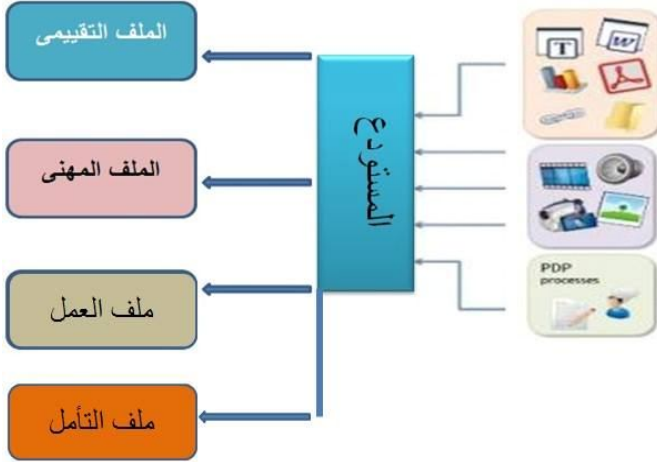 الملف التقييمى
الملف المهنى
ملف العمل
ملف التأمل
المستودع
T
W
PDP
processes